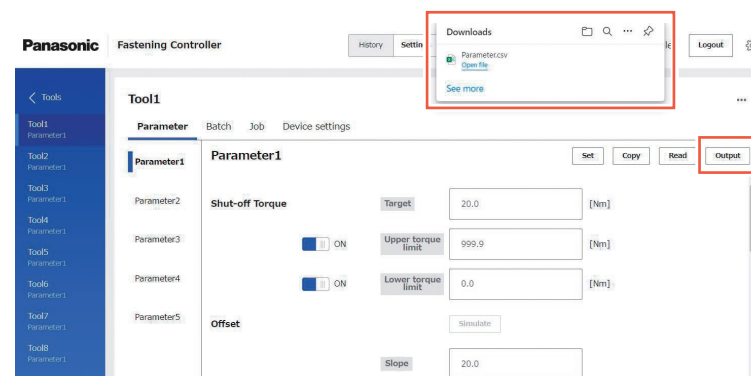 Panasonic Fastening Controller
History Settin
Logout
Downloads
Parameter.csv
Open file
See more
Tools
Tool1
Parameter1
Tool2
Parameter1
Tool3
Parameter1
Tool4
Parameter1
Tool5
Parameter1
Tool6
Parameter1
Tool7
Parameter1
Tool8
Parameter1
Tool1
Parameter Batch Job Device settings
Parameter1
Parameter2
Parameter3
Parameter4
Parameter5
Parameter1
Set Copy Read Output
Shut-off Torque Target 20.0 [Nm]
ON Upper torque limit 999.9 [Nm]
ON Lower torque limit 0.0 [Nm]
Offset Simulate
Slope 20.0